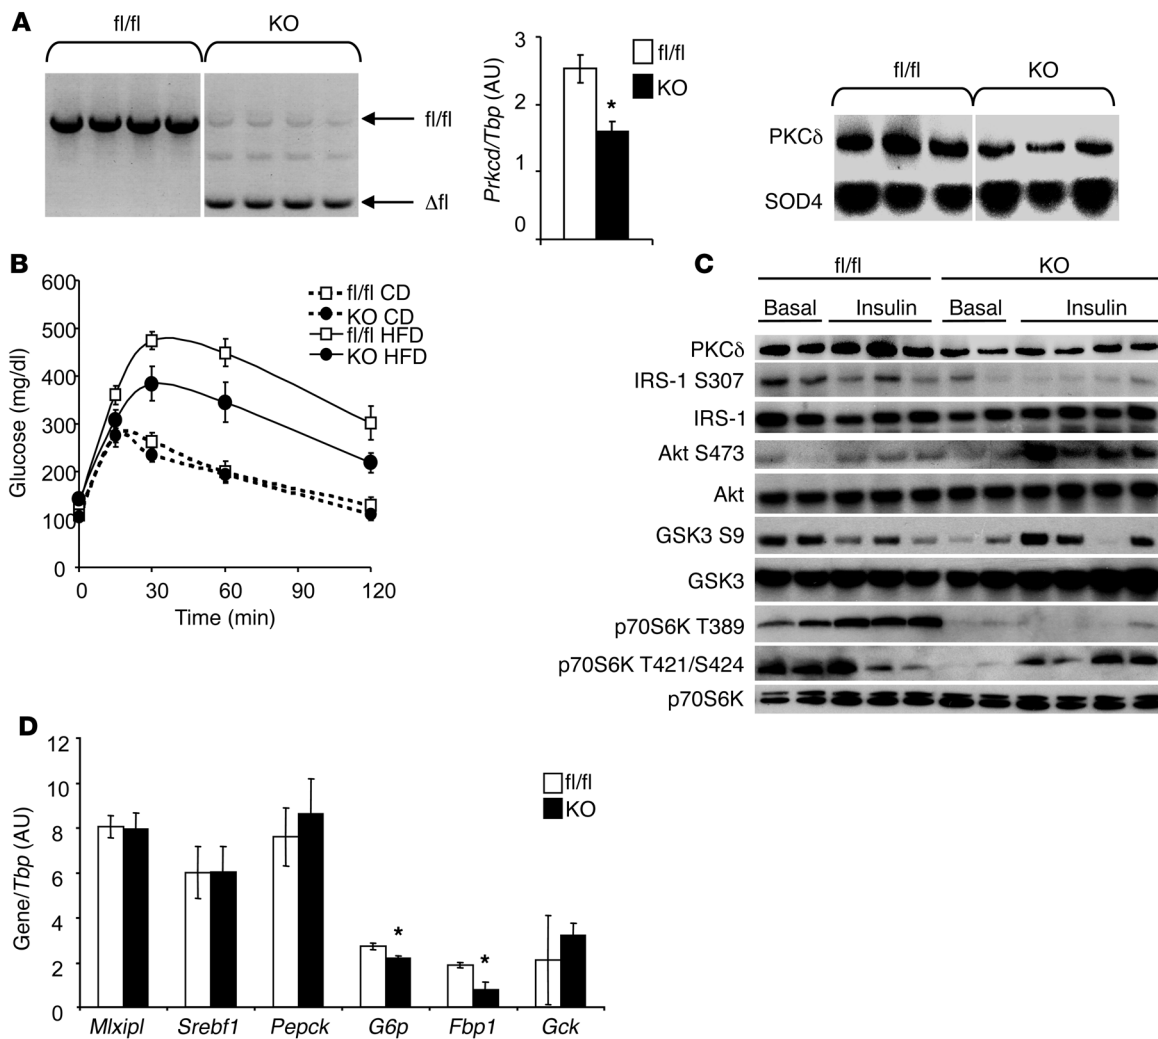 A
fl/fl
KO
fl/fl
Δfl
3
2
1
0
Prkcd/Tbp (AU)
fl/fl
KO
*
fl/fl
KO
PKCδ
SOD4
B
600
500
400
300
200
100
0
Glucose (mg/dl)
0
30
60
90
120
Time (min)
fl/fl CD
KO CD
fl/fl HFD
KO HFD
C
fl/fl
KO
Basal
Insulin
Basal
Insulin
PKCδ
IRS-1 S307
IRS-1
Akt S473
Akt
GSK3 S9
GSK3
p70S6K T389
p70S6K T421/S424
p70S6K
D
12
10
8
6
4
2
0
Gene/Tbp (AU)
fl/fl
KO
*
*
Mlxipl
Srebf1
Pepck
G6p
Fbp1
Gck